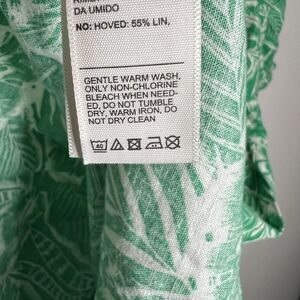 DA UMIDO
NO: HOVED: 55% LIN,
GENTLE WARM WASH,
ONLY NON-CHLORINE
BLEACH WHEN NEED-
ED, DO NOT TUMBLE
DRY, WARM IRON, DO
NOT DRY CLEAN
40